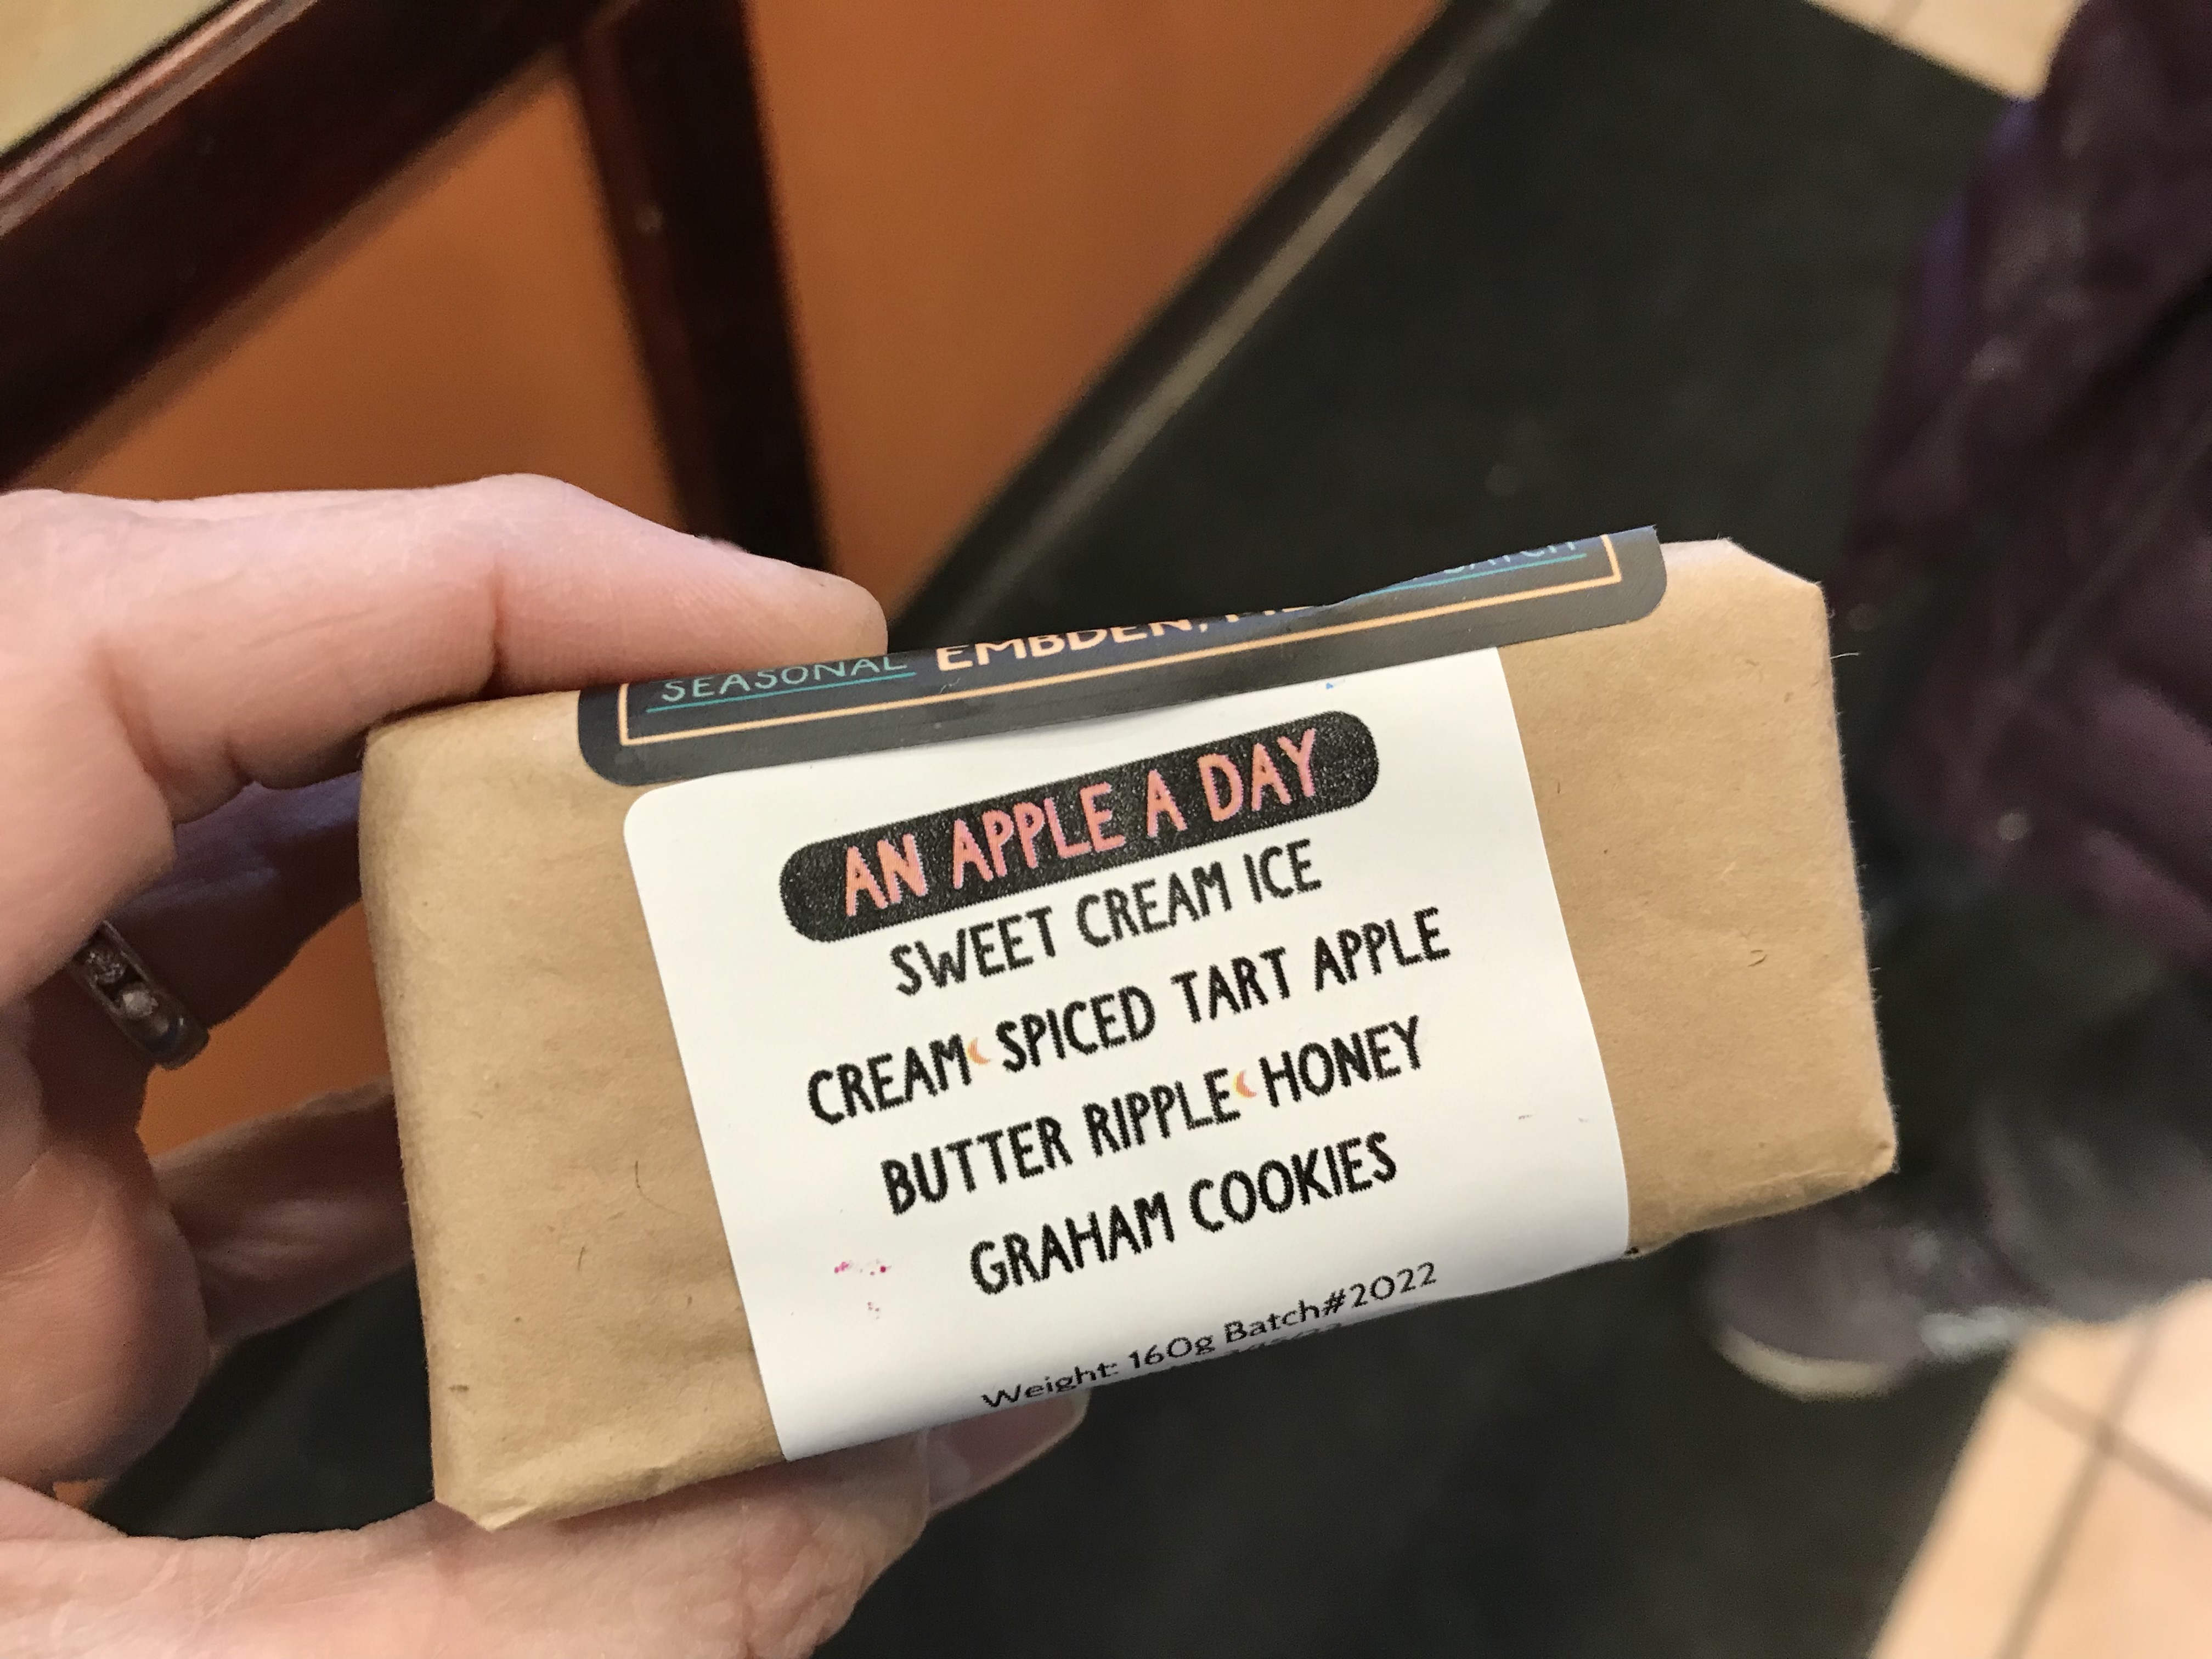 SEASONAL EMBDEN,
AN APPLE A DAY
SWEET CREAM ICE
CREAM SPICED TART APPLE
BUTTER RIPPLE HONEY
GRAHAM COOKIES
Weight: 160g Batch#2022